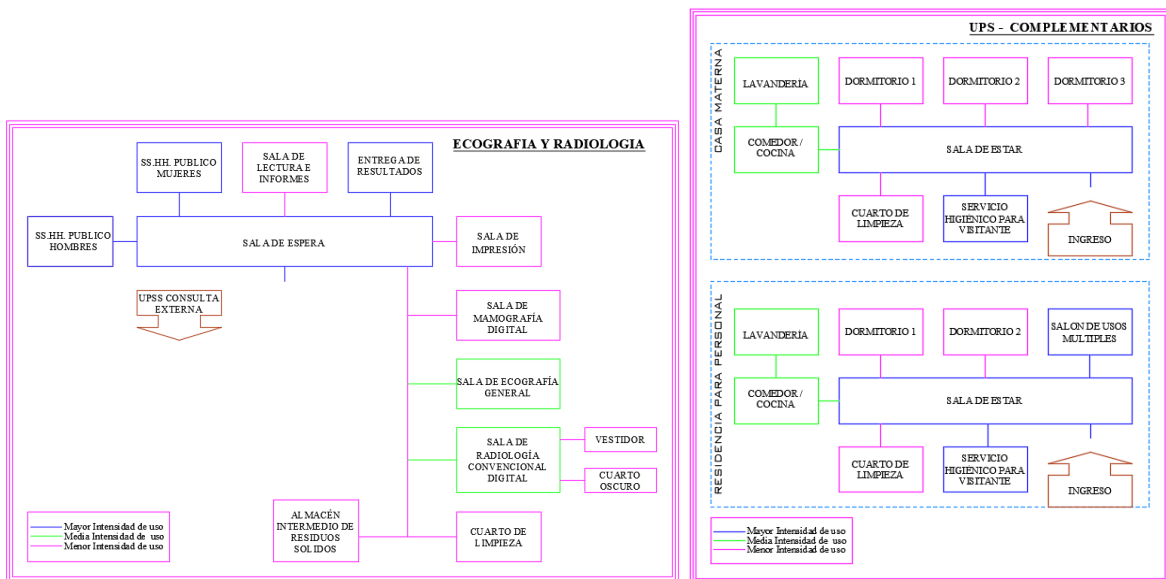 ECOGRAFIA Y RADIOLOGIA
SS.HH. PUBLICO
MUJERES
SALA DE
LECTURA E
INFORMES
ENTREGA DE
RESULTADOS
SS.HH. PUBLICO
HOMBRES
SALA DE ESPERA
SALA DE
IMPRESIÓN
UPSS CONSULTA
EXTERNA
SALA DE
MAMOGRAFÍA
DIGITAL
SALA DE ECOGRAFÍA
GENERAL
SALA DE
RADIOLOGÍA
CONVENCIONAL
DIGITAL
VESTIDOR
CUARTO
OSCURO
ALMACÉN
INTERMEDIO DE
RESIDUOS
SOLIDOS
CUARTO DE
LIMPIEZA
Mayor Intensidad de uso
Media Intensidad de uso
Menor Intensidad de uso
UPS - COMPLEMENTARIOS
CASA MATERNA
LAVANDERÍA
DORMITORIO 1
DORMITORIO 2
DORMITORIO 3
COMEDOR /
COCINA
SALA DE ESTAR
CUARTO DE
LIMPIEZA
SERVICIO
HIGIÉNICO PARA
VISITANTE
INGRESO
RESIDENCIA PARA PERSONAL
LAVANDERÍA
DORMITORIO 1
DORMITORIO 2
SALON DE USOS
MULTIPLES
COMEDOR /
COCINA
SALA DE ESTAR
CUARTO DE
LIMPIEZA
SERVICIO
HIGIÉNICO PARA
VISITANTE
INGRESO
Mayor Intensidad de uso
Media Intensidad de uso
Menor Intensidad de uso